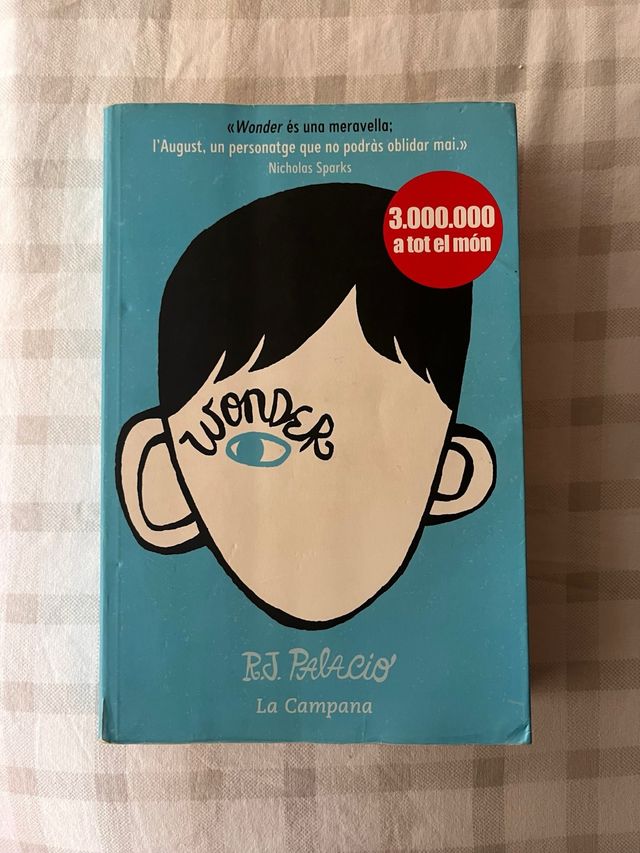 «Wonder és una meravella;
l'August, un personatge que no podràs oblidar mai.»
Nicholas Sparks
3.000.000
a tot el món
WONDER
R.J. PALACIO
La Campana